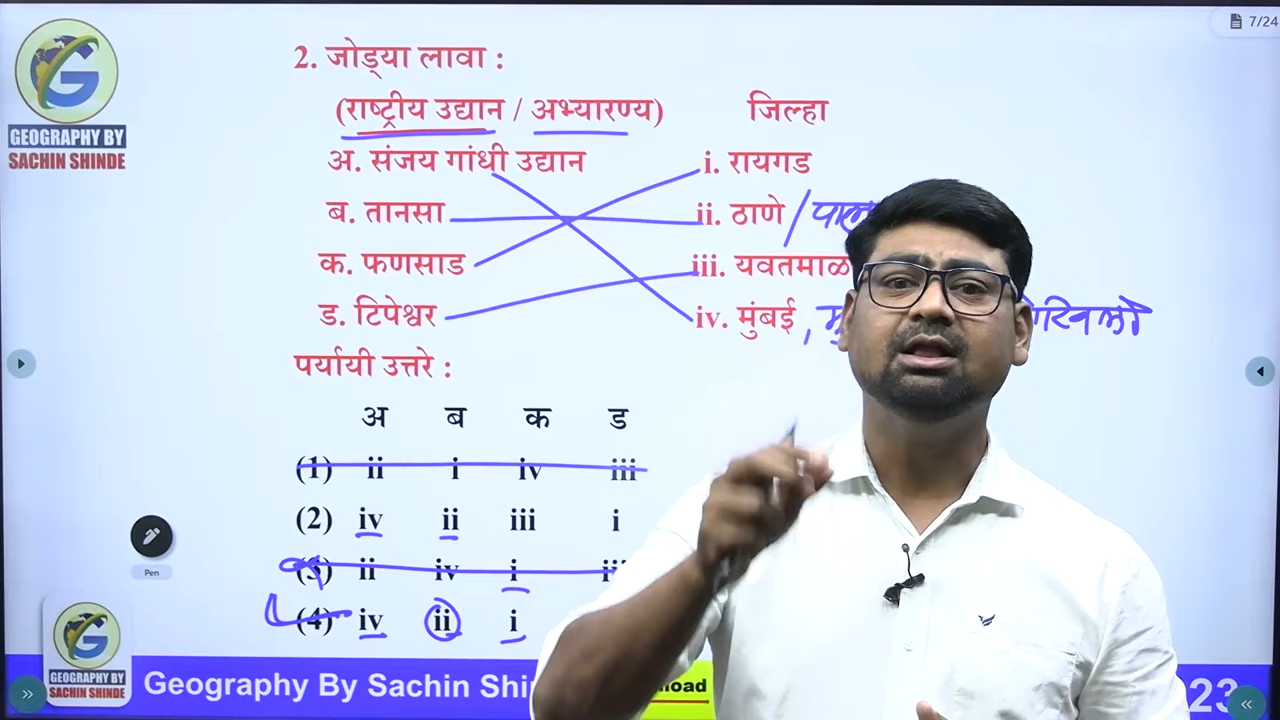 7/24
GEOGRAPHY BY
SACHIN SHINDE
2. जोड्या लावा :
(राष्ट्रीय उद्यान / अभ्यारण्य) जिल्हा
अ. संजय गांधी उद्यान i. रायगड
ब. तानसा ii. ठाणे /
क. फणसाड iii. यवतमाळ
ड. टिपेश्वर iv. मुंबई ,
पर्यायी उत्तरे :
अ ब क ड
(1) ii i iv iii
(2) iv ii iii i
(3) ii iv i
(4) iv ii i
Pen
GEOGRAPHY BY
SACHIN SHINDE
Geography By Sachin